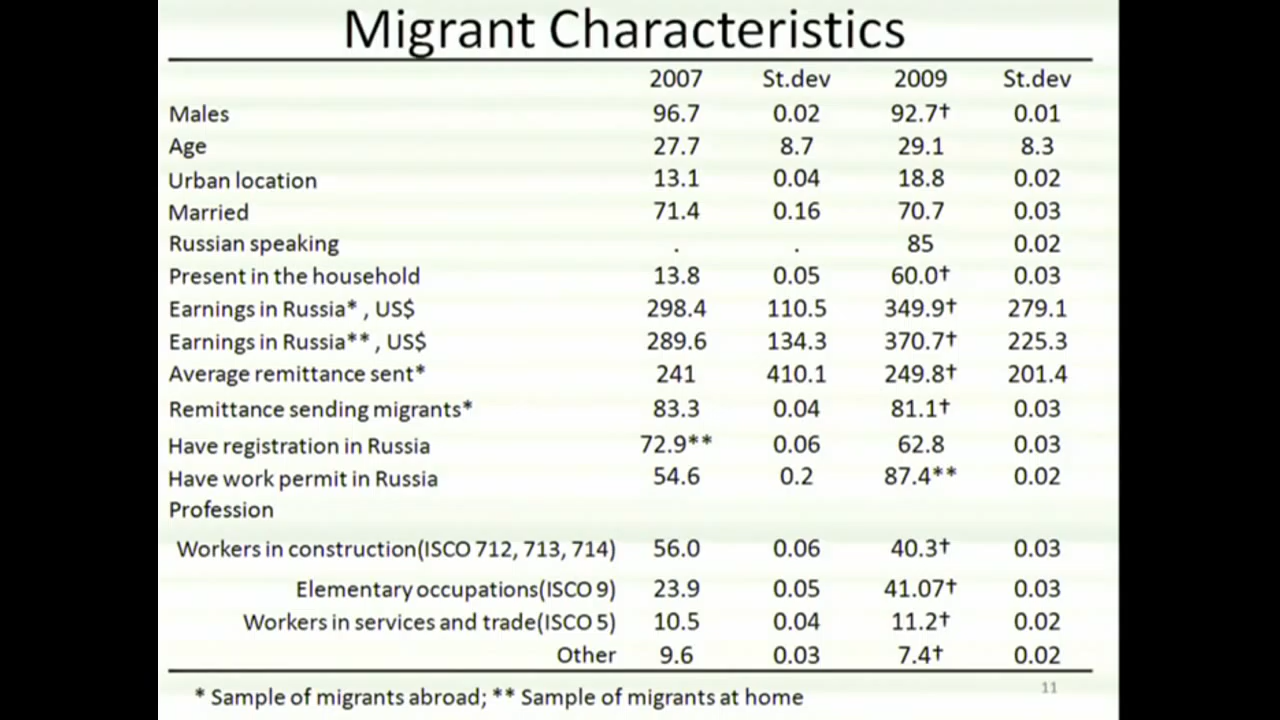 Migrant Characteristics
2007 St.dev 2009 St.dev
Males 96.7 0.02 92.7† 0.01
Age 27.7 8.7 29.1 8.3
Urban location 13.1 0.04 18.8 0.02
Married 71.4 0.16 70.7 0.03
Russian speaking . . 85 0.02
Present in the household 13.8 0.05 60.0† 0.03
Earnings in Russia* , US$ 298.4 110.5 349.9† 279.1
Earnings in Russia** , US$ 289.6 134.3 370.7† 225.3
Average remittance sent* 241 410.1 249.8† 201.4
Remittance sending migrants* 83.3 0.04 81.1† 0.03
Have registration in Russia 72.9** 0.06 62.8 0.03
Have work permit in Russia 54.6 0.2 87.4** 0.02
Profession
Workers in construction(ISCO 712, 713, 714) 56.0 0.06 40.3† 0.03
Elementary occupations(ISCO 9) 23.9 0.05 41.07† 0.03
Workers in services and trade(ISCO 5) 10.5 0.04 11.2† 0.02
Other 9.6 0.03 7.4† 0.02
* Sample of migrants abroad; ** Sample of migrants at home
11